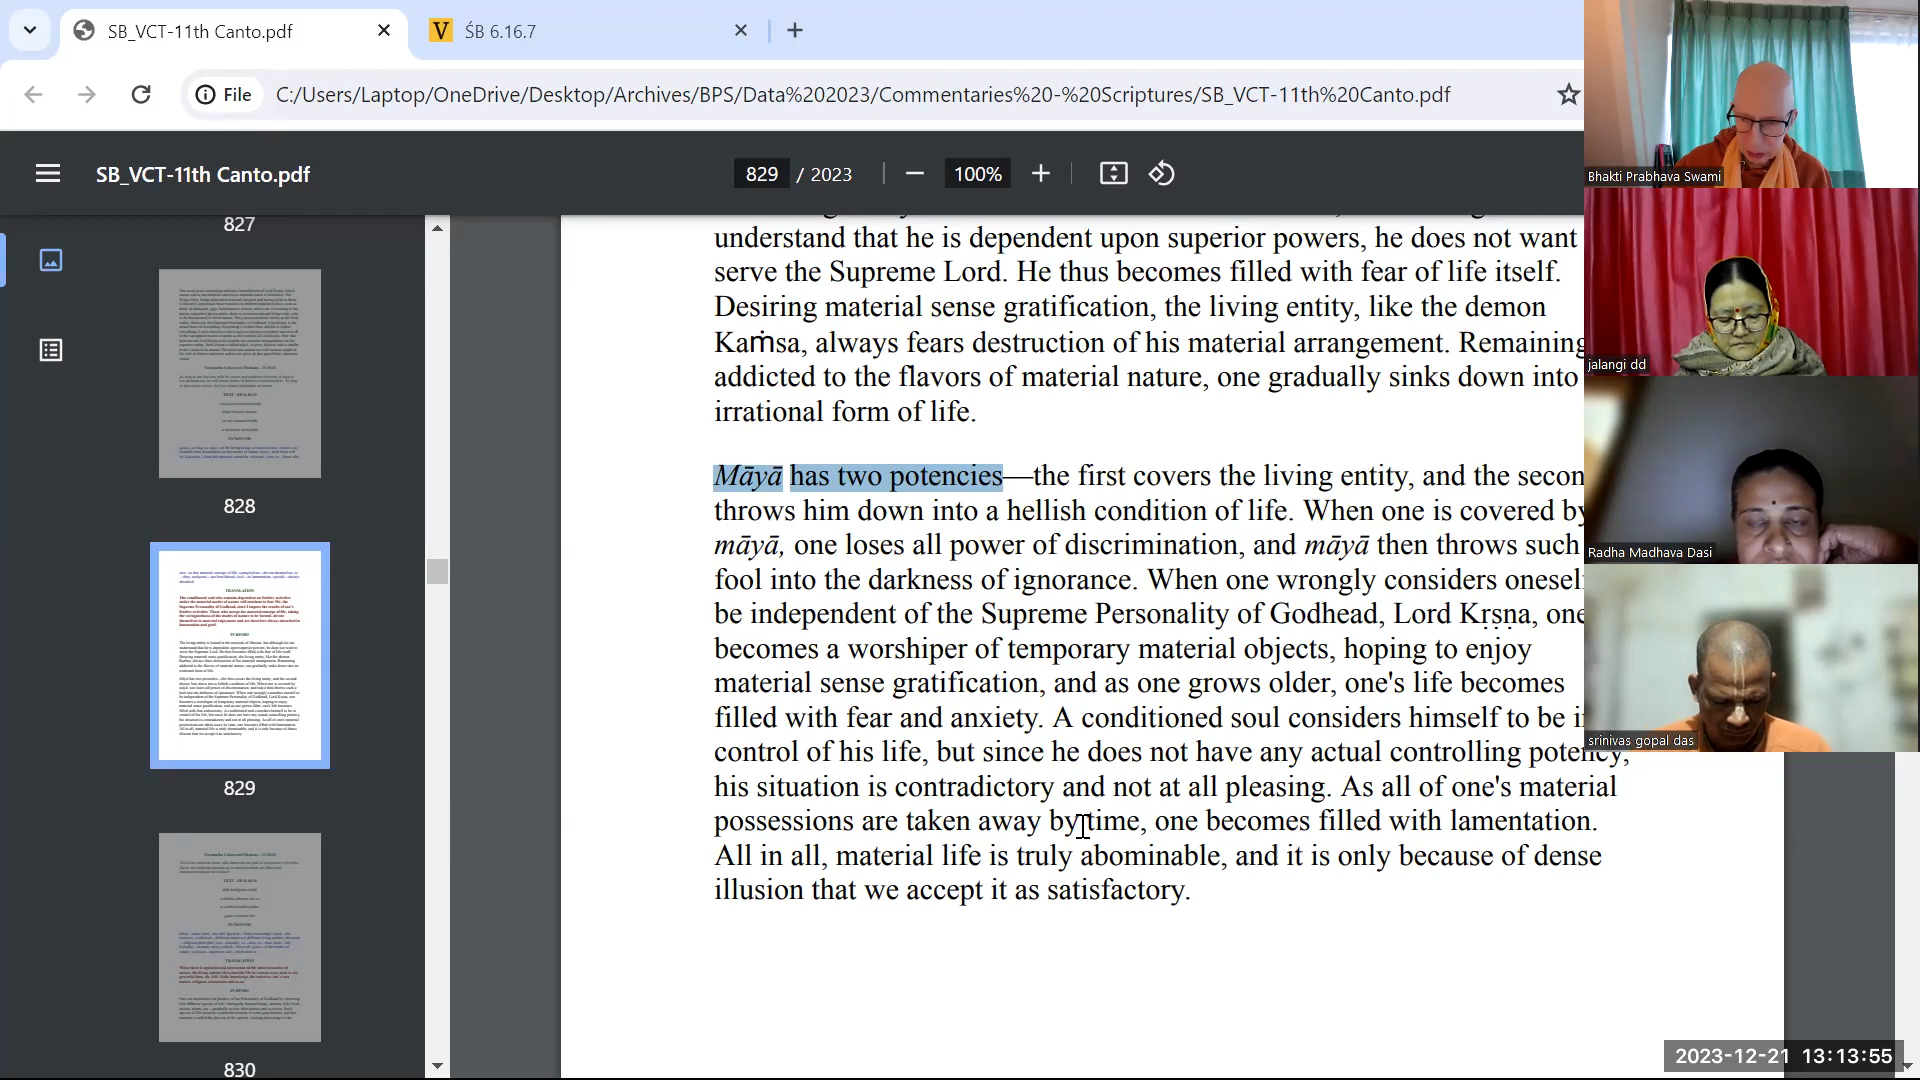 SB_VCT-11th Canto.pdf
V ŚB 6.16.7
File C:/Users/Laptop/OneDrive/Desktop/Archives/BPS/Data%202023/Commentaries%20-%20Scriptures/SB_VCT-11th%20Canto.pdf
SB_VCT-11th Canto.pdf
829 / 2023
100%
827
828
829
830
understand that he is dependent upon superior powers, he does not want
serve the Supreme Lord. He thus becomes filled with fear of life itself.
Desiring material sense gratification, the living entity, like the demon
Kaṁsa, always fears destruction of his material arrangement. Remaining
addicted to the flavors of material nature, one gradually sinks down into
irrational form of life.
Māyā has two potencies—the first covers the living entity, and the secon
throws him down into a hellish condition of life. When one is covered by
māyā, one loses all power of discrimination, and māyā then throws such
fool into the darkness of ignorance. When one wrongly considers onesel
be independent of the Supreme Personality of Godhead, Lord Kṛṣṇa, one
becomes a worshiper of temporary material objects, hoping to enjoy
material sense gratification, and as one grows older, one's life becomes
filled with fear and anxiety. A conditioned soul considers himself to be i
control of his life, but since he does not have any actual controlling potency,
his situation is contradictory and not at all pleasing. As all of one's material
possessions are taken away by time, one becomes filled with lamentation.
All in all, material life is truly abominable, and it is only because of dense
illusion that we accept it as satisfactory.
Bhakti Prabhava Swami
jalangi dd
Radha Madhava Dasi
srinivas gopal das
2023-12-21 13:13:55